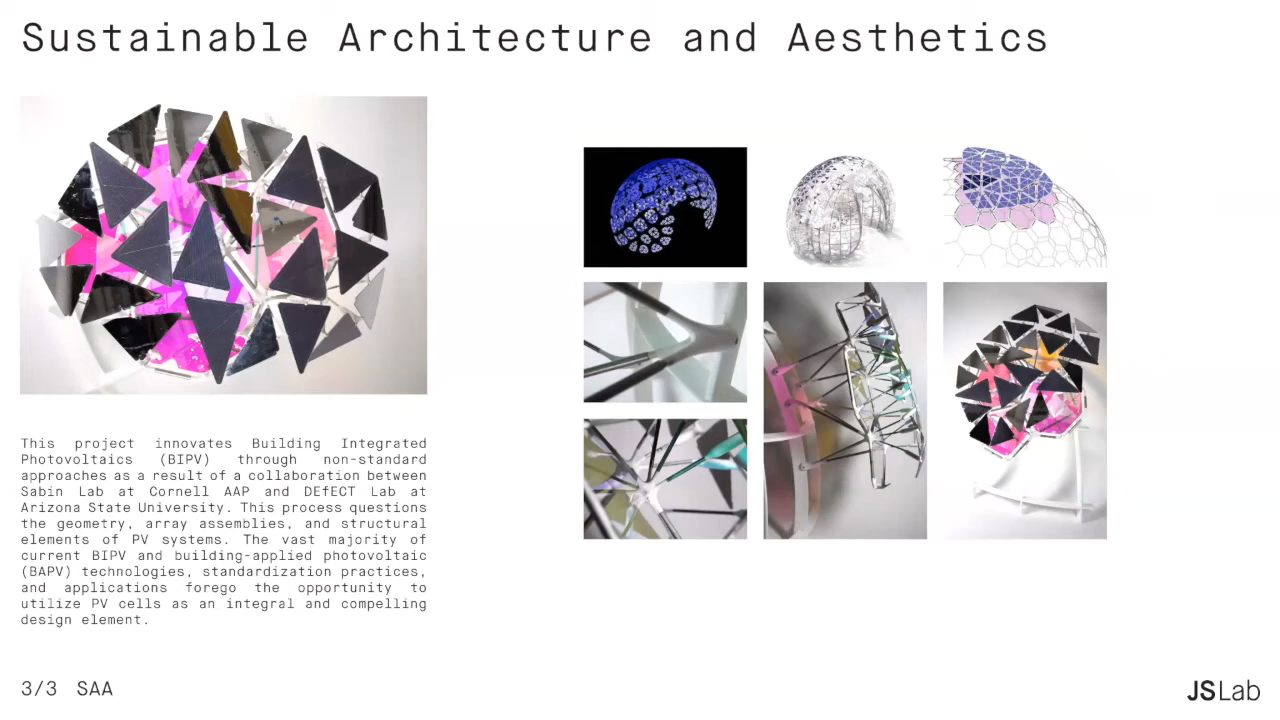 Sustainable Architecture and Aesthetics
This project innovates Building Integrated
Photovoltaics (BIPV) through non-standard
approaches as a result of a collaboration between
Sabin Lab at Cornell AAP and DEfECT Lab at
Arizona State University. This process questions
the geometry, array assemblies, and structural
elements of PV systems. The vast majority of
current BIPV and building-applied photovoltaic
(BAPV) technologies, standardization practices,
and applications forego the opportunity to
utilize PV cells as an integral and compelling
design element.
3/3 SAA
JSLab